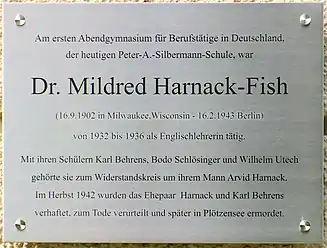 Am ersten Abendgymnasium für Berufstätige in Deutschland,
der heutigen Peter-A.-Silbermann-Schule, war
Dr. Mildred Harnack-Fish
(16.9.1902 in Milwaukee,Wisconsin - 16.2.1943 Berlin)
von 1932 bis 1936 als Englischlehrerin tätig.
Mit ihren Schülern Karl Behrens, Bodo Schlösinger und Wilhelm Utech
gehörte sie zum Widerstandskreis um ihrem Mann Arvid Harnack.
Im Herbst 1942 wurden das Ehepaar Harnack und Karl Behrens
verhaftet, zum Tode verurteilt und später in Plötzensee ermordet.